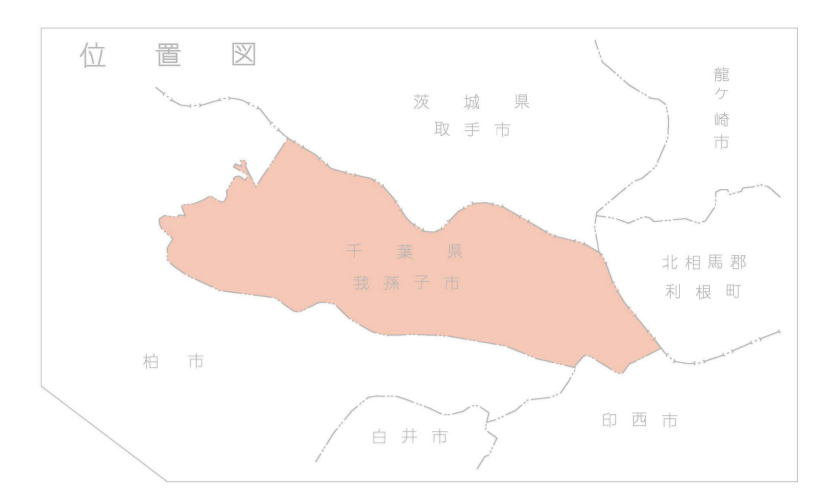 位置図
茨城県
取手市
龍ケ崎市
千葉県
我孫子市
北相馬郡
利根町
柏市
白井市
印西市